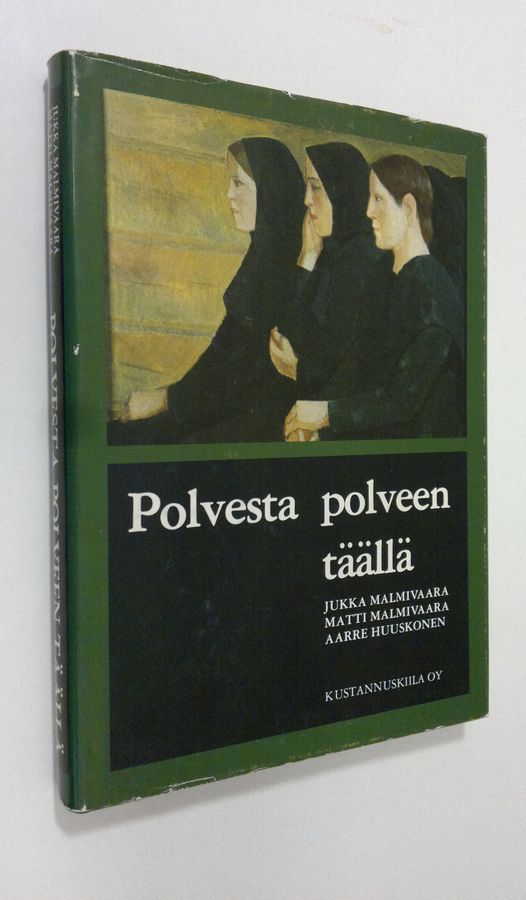 JUKKA MALMIVAARA
MATTI MALMIVAARA
POLVESTA POLVEEN TÄÄLLÄ
Polvesta polveen
täällä
JUKKA MALMIVAARA
MATTI MALMIVAARA
AARRE HUUSKONEN
KUSTANNUSKIILA OY